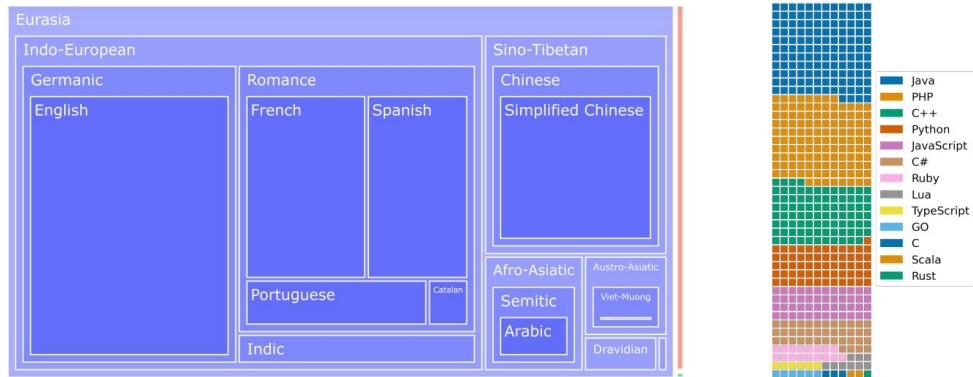 Eurasia
Indo-European
Sino-Tibetan
Germanic
Romance
Chinese
English
French
Spanish
Simplified Chinese
Afro-Asiatic
Austro-Asiatic
Portuguese
Catalan
Semitic
Viet-Muong
Arabic
Indic
Dravidian
Java
PHP
C++
Python
JavaScript
C#
Ruby
Lua
TypeScript
GO
C
Scala
Rust